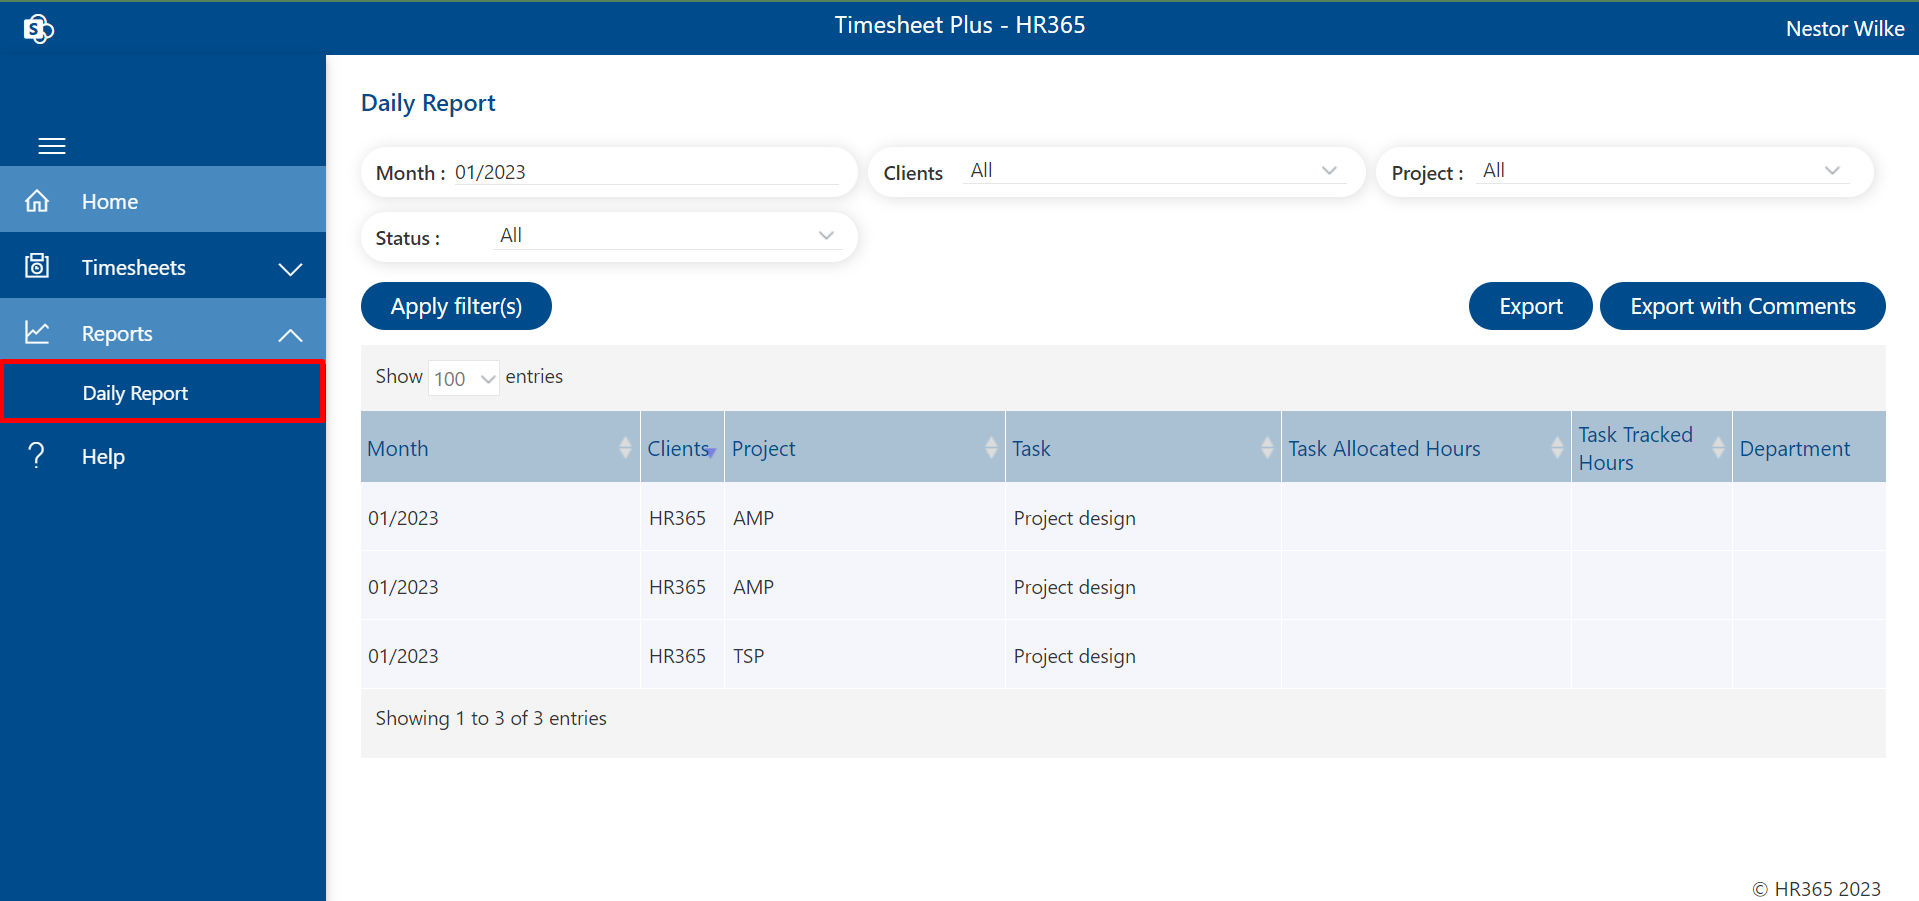 Timesheet Plus - HR365
Nestor Wilke
Home
Timesheets
Reports
Daily Report
Help
Daily Report
Month : 01/2023
Clients All
Project : All
Status : All
Apply filter(s)
Export
Export with Comments
Show 100 entries
Month Clients Project Task Task Allocated Hours Task Tracked Hours Department
01/2023 HR365 AMP Project design
01/2023 HR365 AMP Project design
01/2023 HR365 TSP Project design
Showing 1 to 3 of 3 entries
© HR365 2023